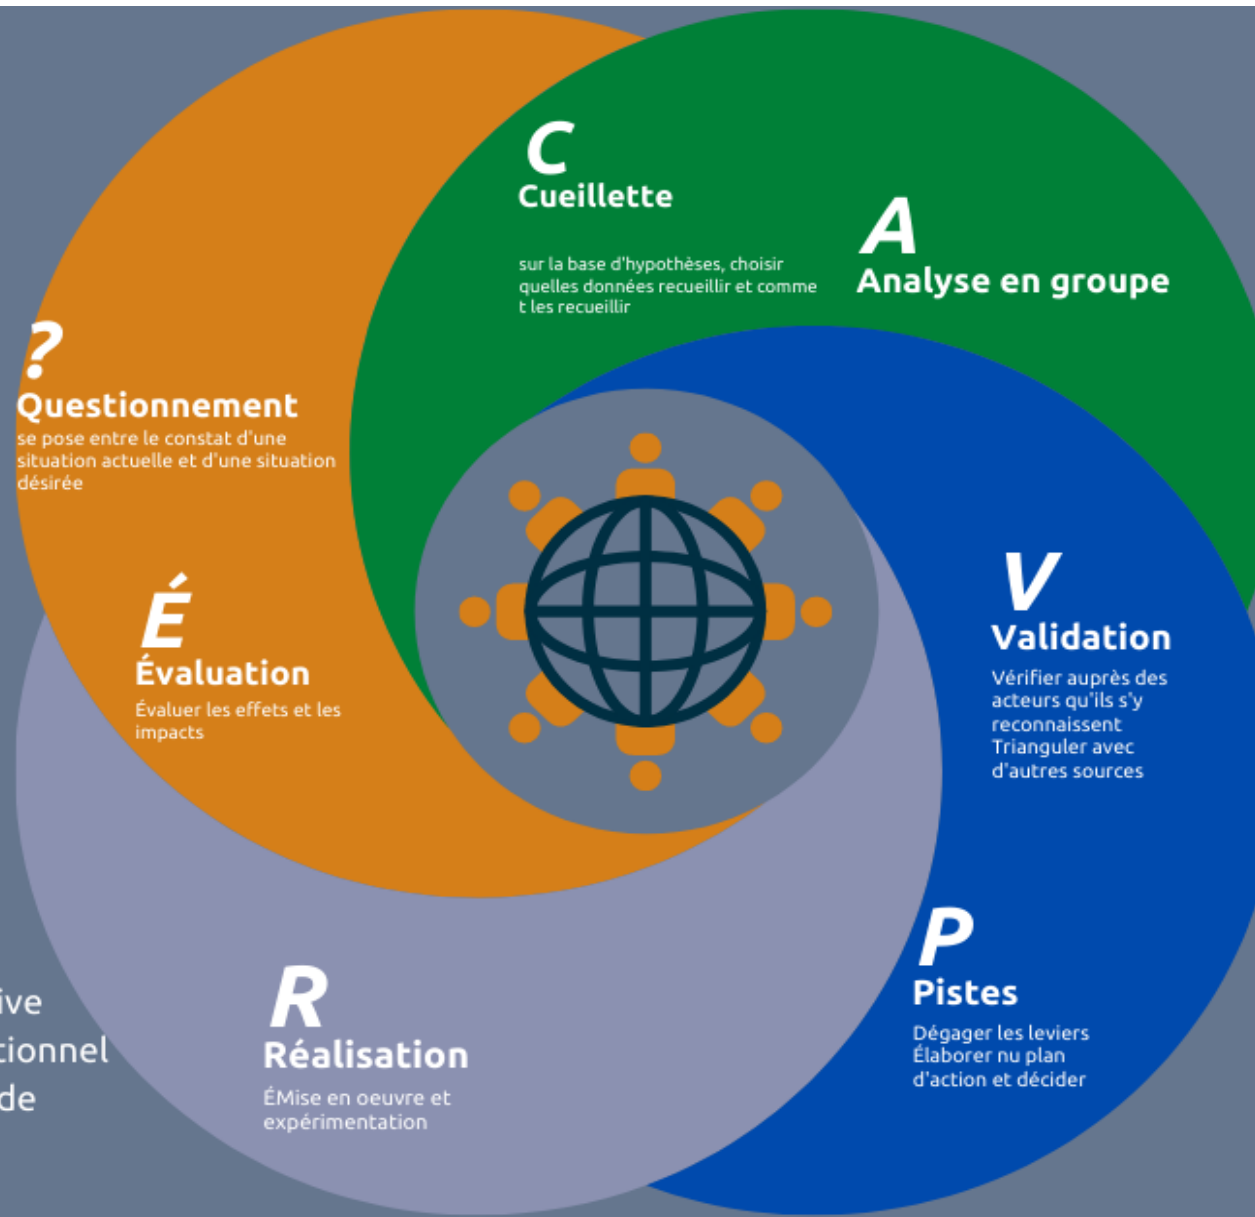 C
Cueillette
sur la base d'hypothèses, choisir
quelles données recueillir et comme
t les recueillir
A
Analyse en groupe
?
Questionnement
se pose entre le constat d'une
situation actuelle et d'une situation
désirée
É
Évaluation
Évaluer les effets et les
impacts
V
Validation
Vérifier auprès des
acteurs qu'ils s'y
reconnaissent
Trianguler avec
d'autres sources
P
Pistes
Dégager les leviers
Élaborer nu plan
d'action et décider
R
Réalisation
ÉMise en oeuvre et
expérimentation
ive
tionnel
de